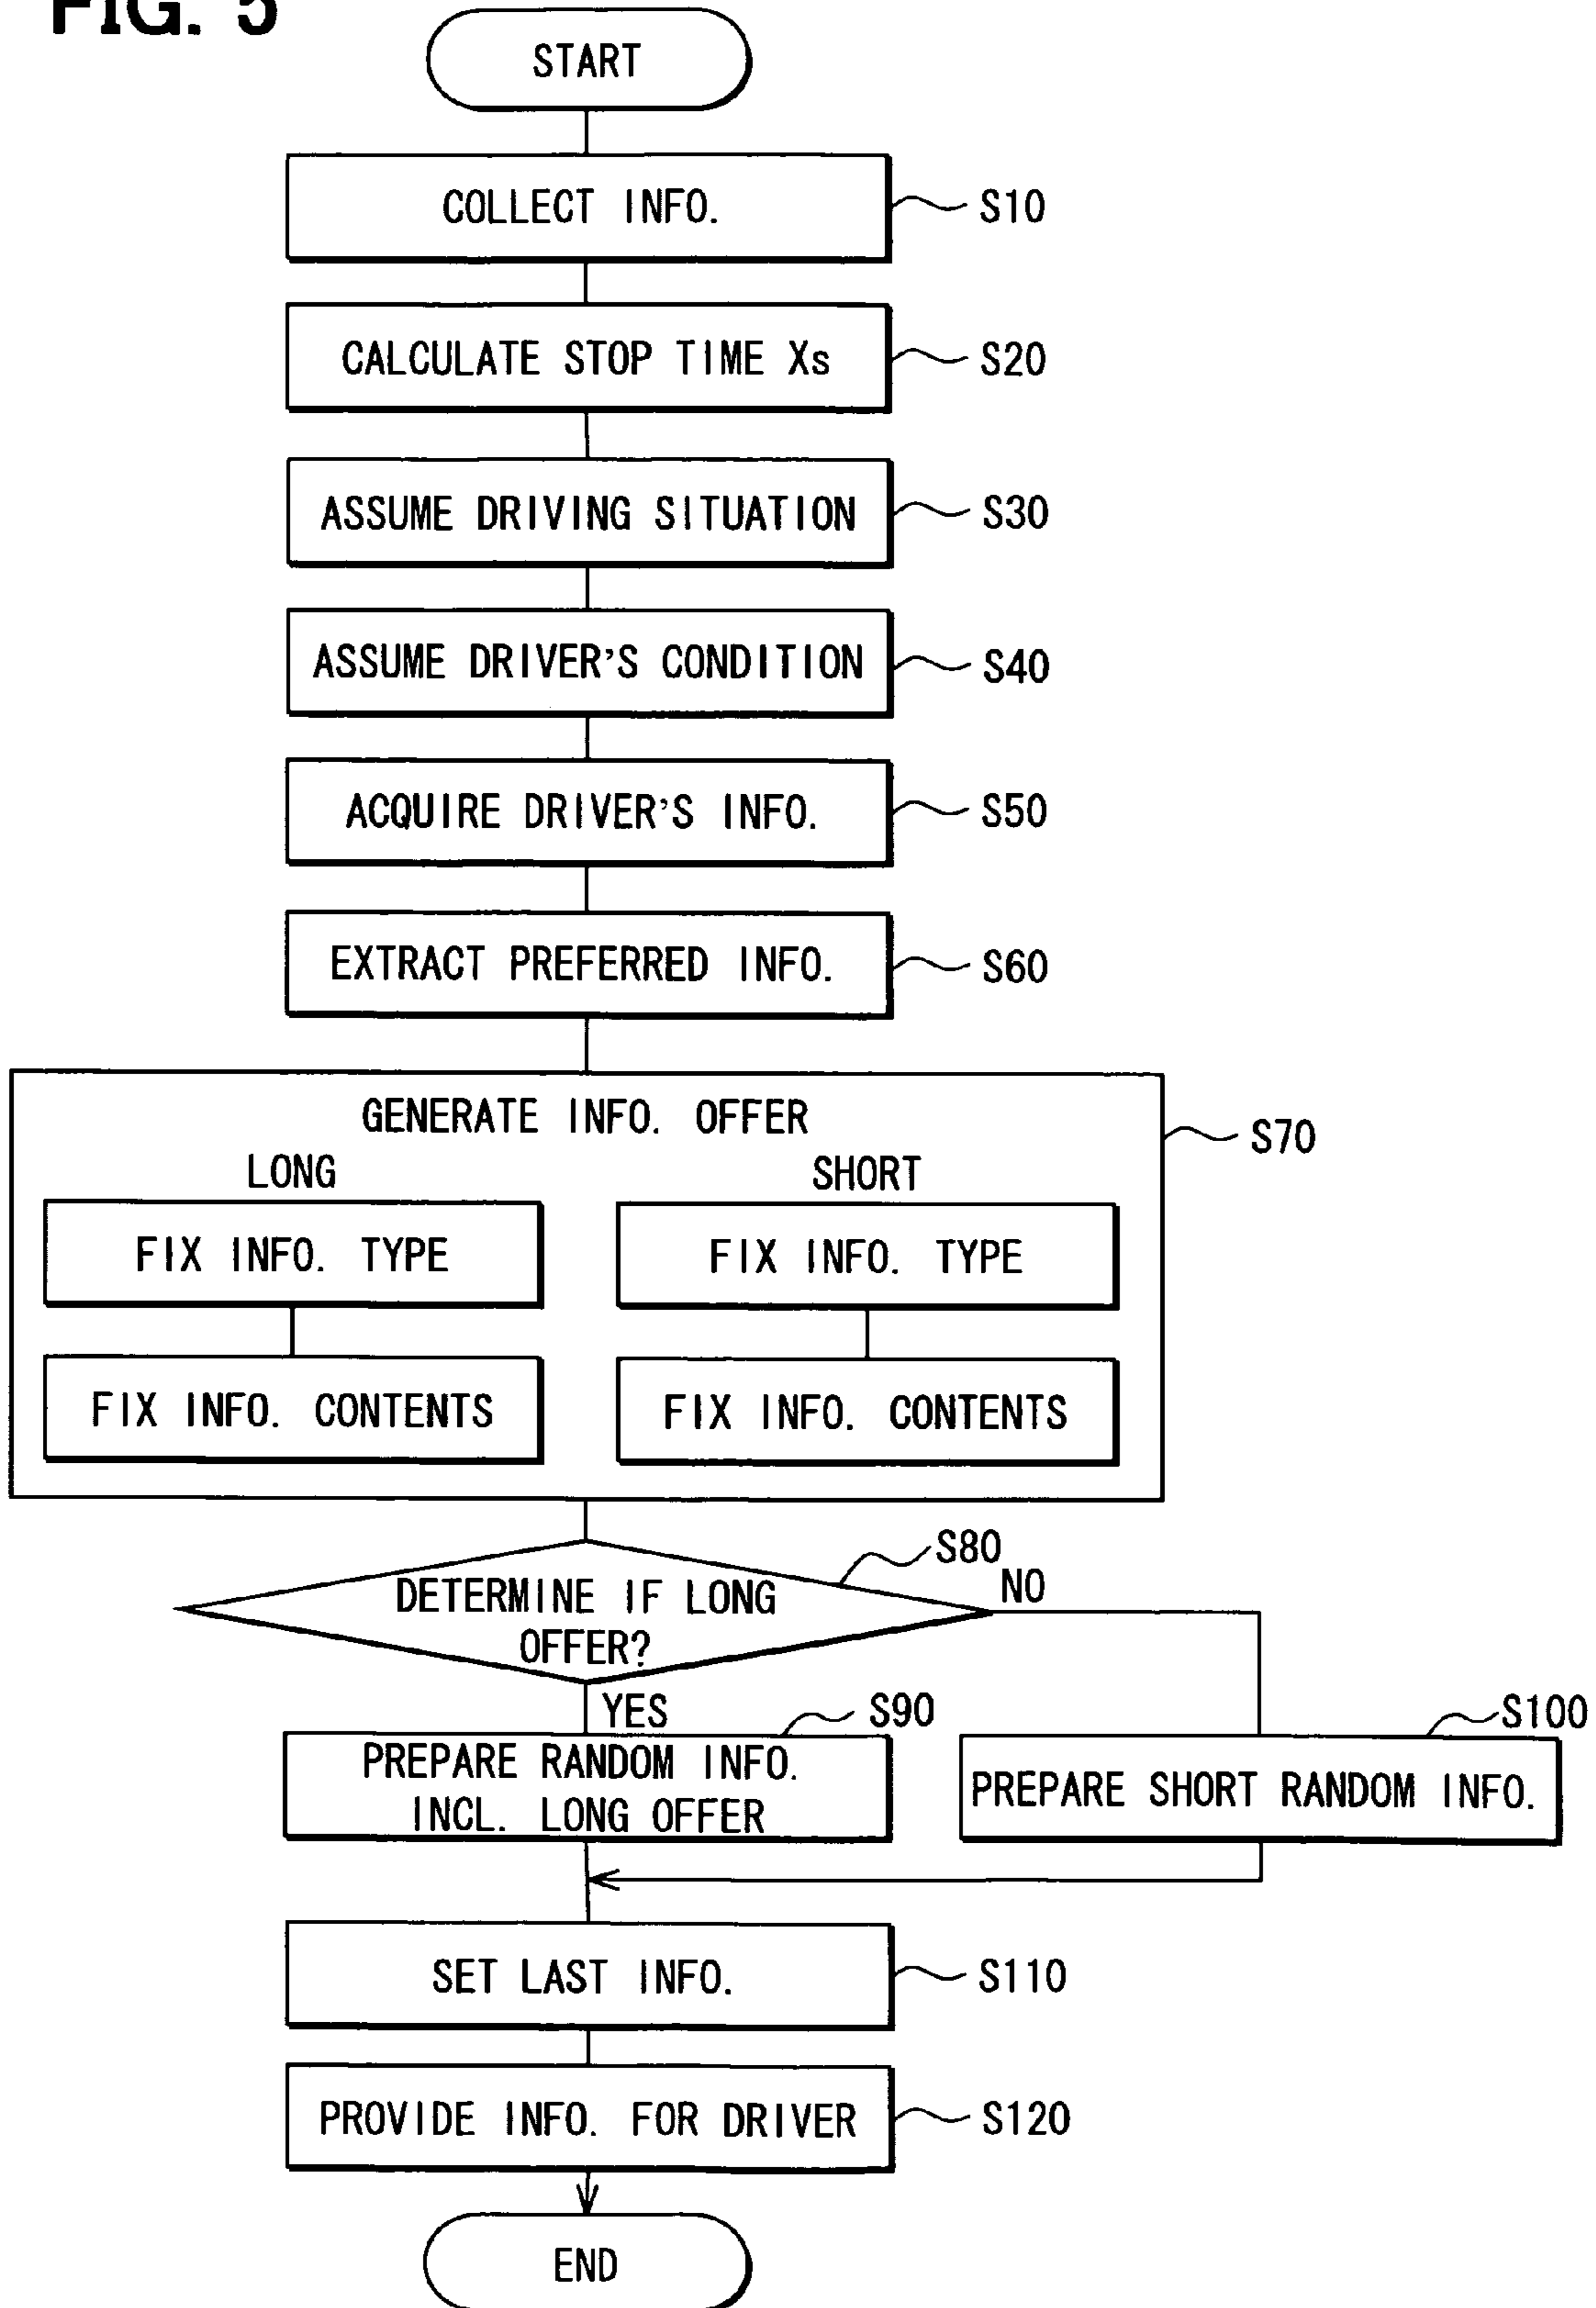 FIG. 5
START
COLLECT INFO.
S10
CALCULATE STOP TIME Xs
S20
ASSUME DRIVING SITUATION
S30
ASSUME DRIVER'S CONDITION
S40
ACQUIRE DRIVER'S INFO.
S50
EXTRACT PREFERRED INFO.
S60
GENERATE INFO. OFFER
S70
LONG
FIX INFO. TYPE
FIX INFO. CONTENTS
SHORT
FIX INFO. TYPE
FIX INFO. CONTENTS
S80
DETERMINE IF LONG
OFFER?
NO
YES
S90
PREPARE RANDOM INFO.
INCL. LONG OFFER
S100
PREPARE SHORT RANDOM INFO.
SET LAST INFO.
S110
PROVIDE INFO. FOR DRIVER
S120
END